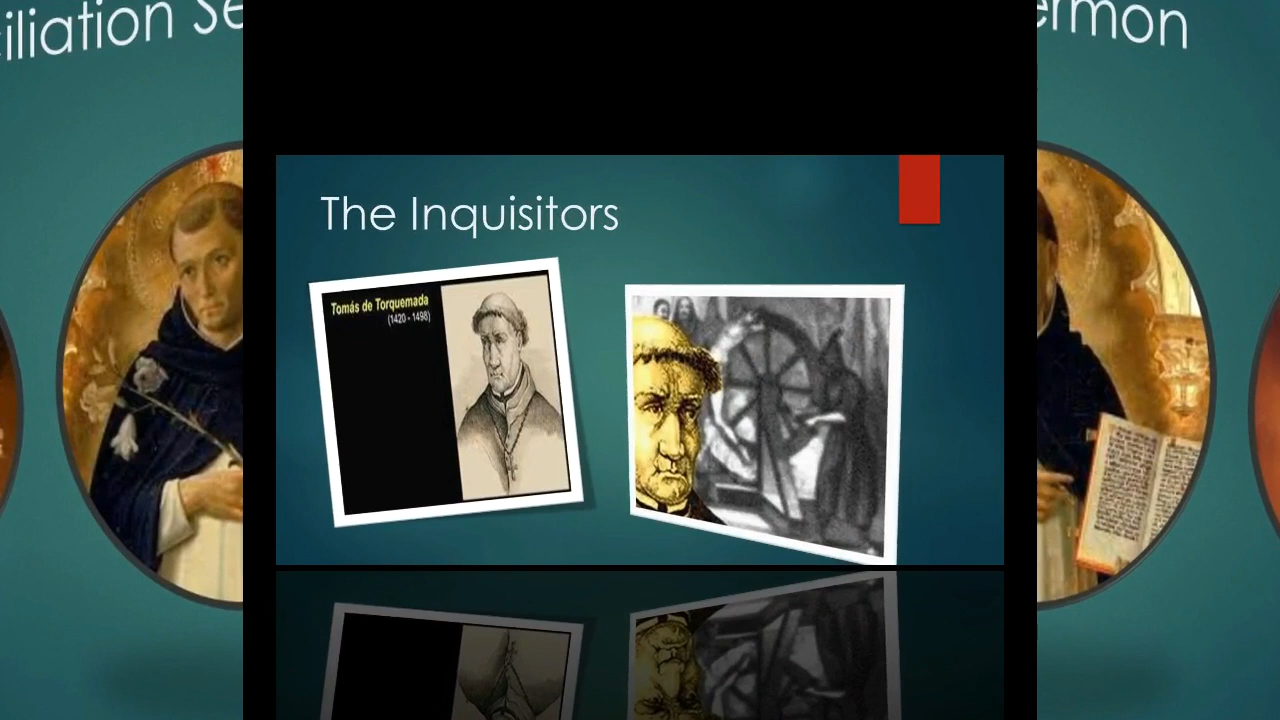 iliation Se
ermon
The Inquisitors
Tomás de Torquemada
(1420 - 1498)